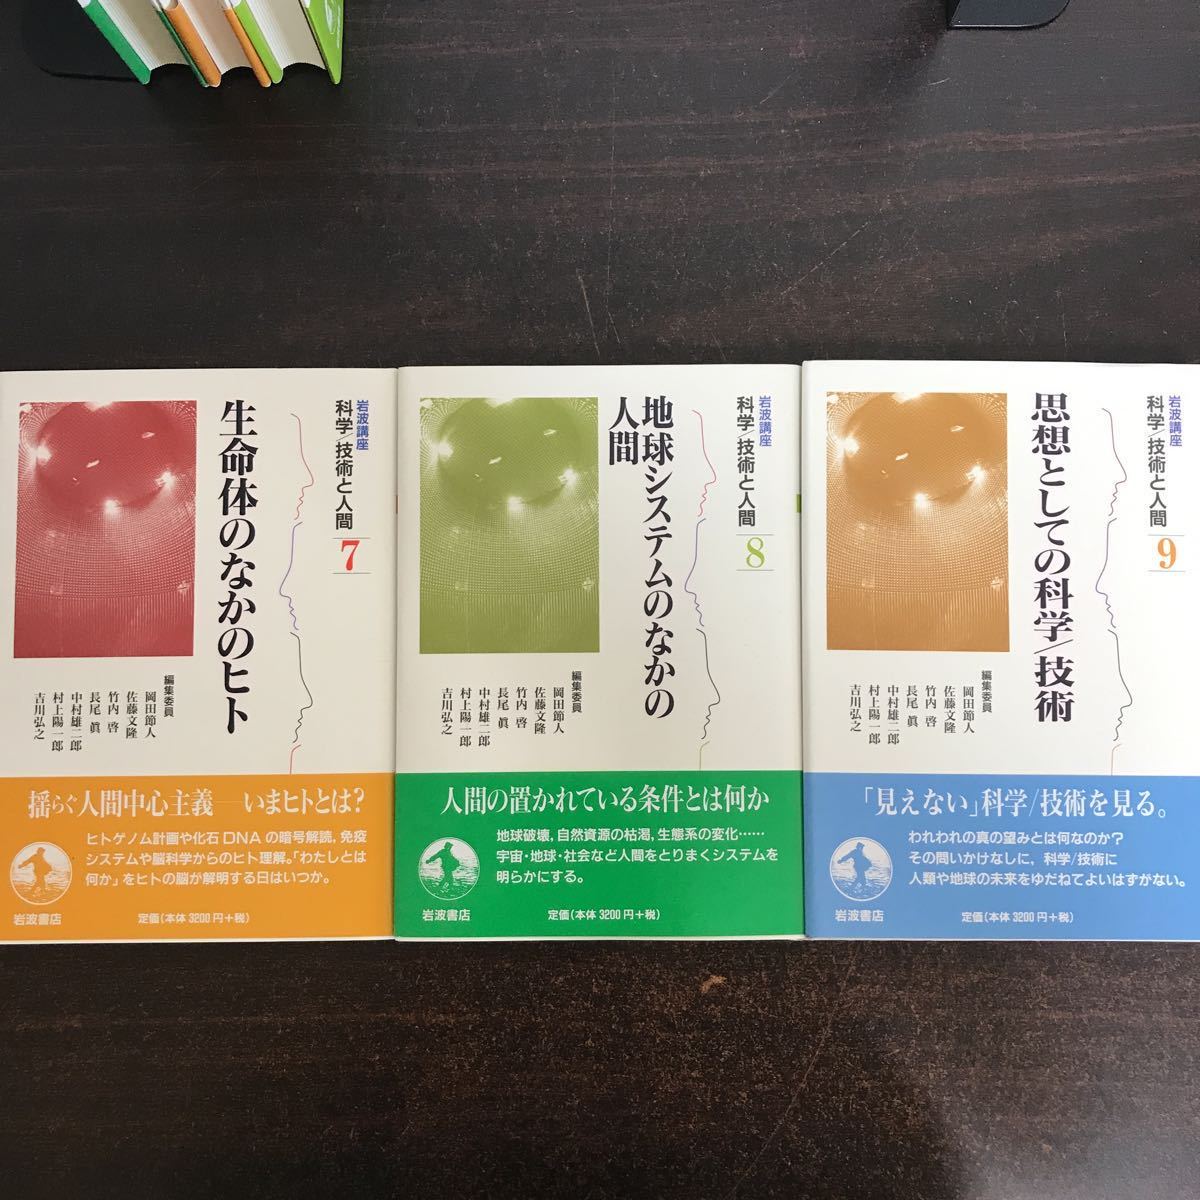 岩波講座
科学/技術と人間
7
生命体のなかのヒト
編集委員
岡田節人
佐藤文隆
竹内 啓
長尾 眞
中村雄二郎
村上陽一郎
吉川弘之
揺らぐ人間中心主義──いまヒトとは?
ヒトゲノム計画や化石DNAの暗号解読,免疫
システムや脳科学からのヒト理解。「わたしとは
何か」をヒトの脳が解明する日はいつか。
岩波書店
定価(本体 3200円+税)
岩波講座
科学/技術と人間
8
地球システムのなかの
人間
編集委員
岡田節人
佐藤文隆
竹内 啓
長尾 眞
中村雄二郎
村上陽一郎
吉川弘之
人間の置かれている条件とは何か
地球破壊,自然資源の枯渇,生態系の変化……
宇宙・地球・社会など人間をとりまくシステムを
明らかにする。
岩波書店
定価(本体 3200円+税)
岩波講座
科学/技術と人間
9
思想としての科学/技術
編集委員
岡田節人
佐藤文隆
竹内 啓
長尾 眞
中村雄二郎
村上陽一郎
吉川弘之
「見えない」科学/技術を見る。
われわれの真の望みとは何なのか?
その問いかけなしに,科学/技術に
人類や地球の未来をゆだねてよいはずがない。
岩波書店
定価(本体 3200円+税)